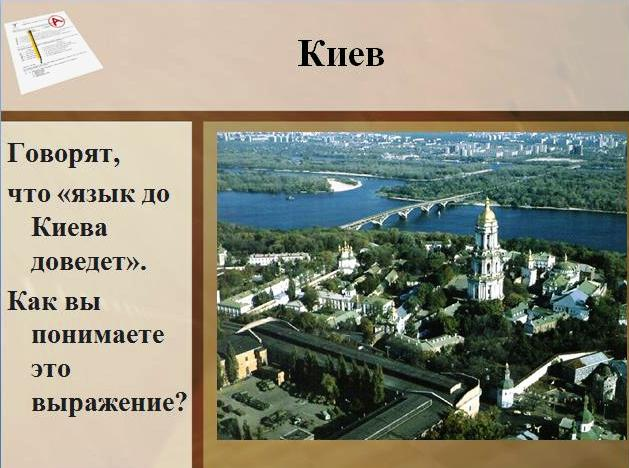 Киев
Говорят,
что «язык до
Киева
доведет».
Как вы
понимаете
это
выражение?